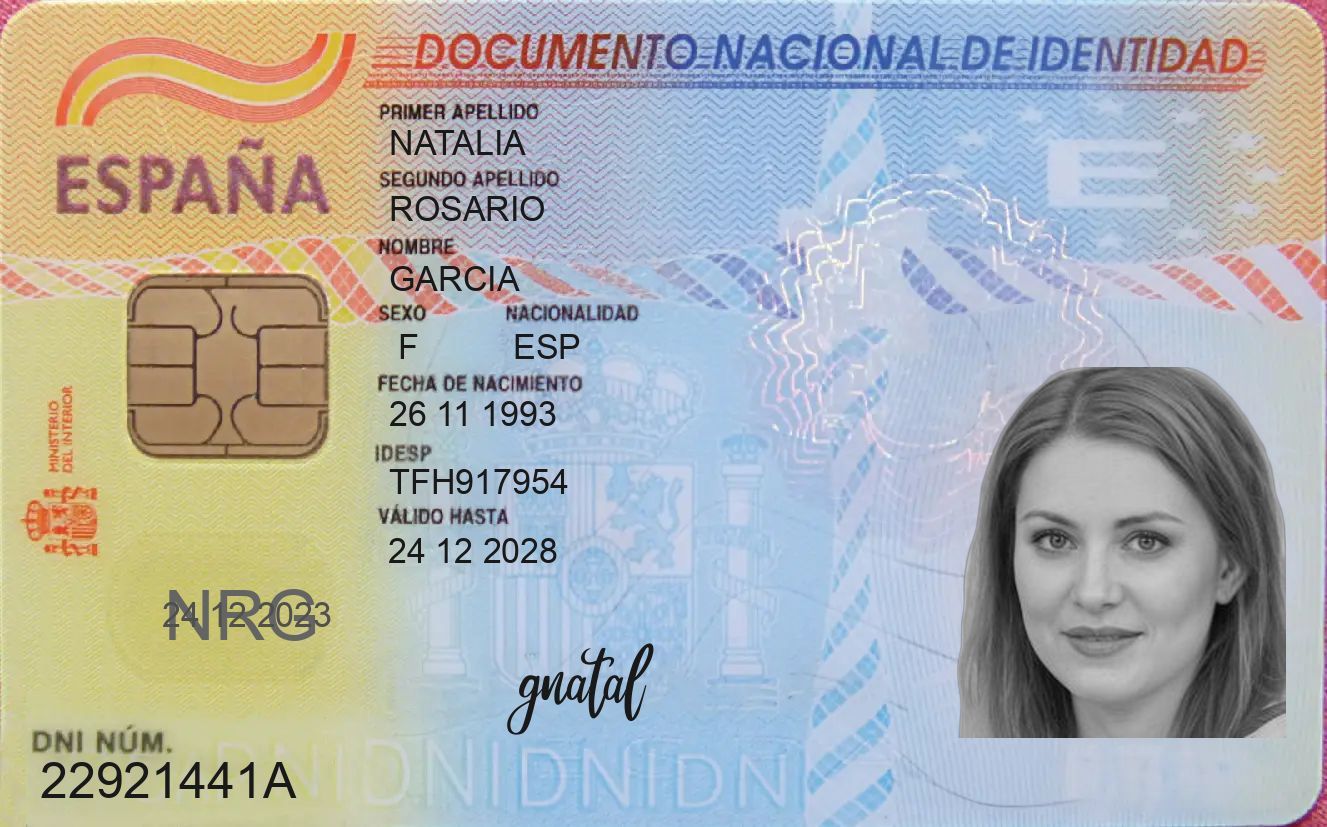 DOCUMENTO NACIONAL DE IDENTIDAD
ESPAÑA
PRIMER APELLIDO
NATALIA
SEGUNDO APELLIDO
ROSARIO
NOMBRE
GARCIA
SEXO NACIONALIDAD
F ESP
FECHA DE NACIMIENTO
26 11 1993
IDESP
TFH917954
VÁLIDO HASTA
24 12 2028
MINISTERIO
DEL INTERIOR
E
24 12 2023
NRG
gnatal
DNI NÚM.
22921441A
DNIDNIDNIDNIDNI